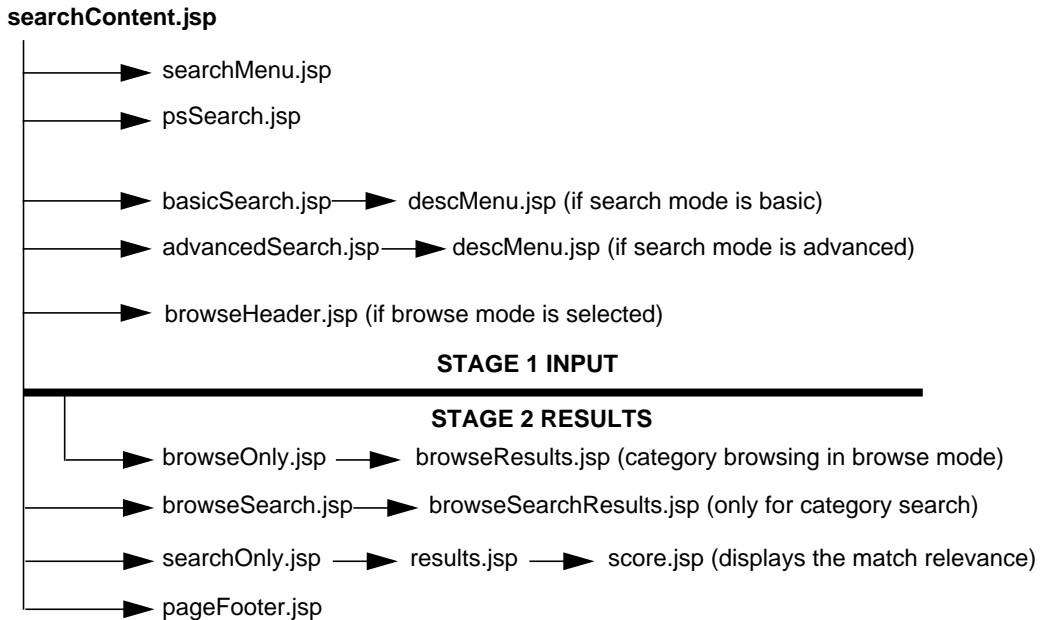 searchContent.jsp
searchMenu.jsp
psSearch.jsp
basicSearch.jsp descMenu.jsp (if search mode is basic)
advancedSearch.jsp descMenu.jsp (if search mode is advanced)
browseHeader.jsp (if browse mode is selected)
STAGE 1 INPUT
STAGE 2 RESULTS
browseOnly.jsp browseResults.jsp (category browsing in browse mode)
browseSearch.jsp browseSearchResults.jsp (only for category search)
searchOnly.jsp results.jsp score.jsp (displays the match relevance)
pageFooter.jsp